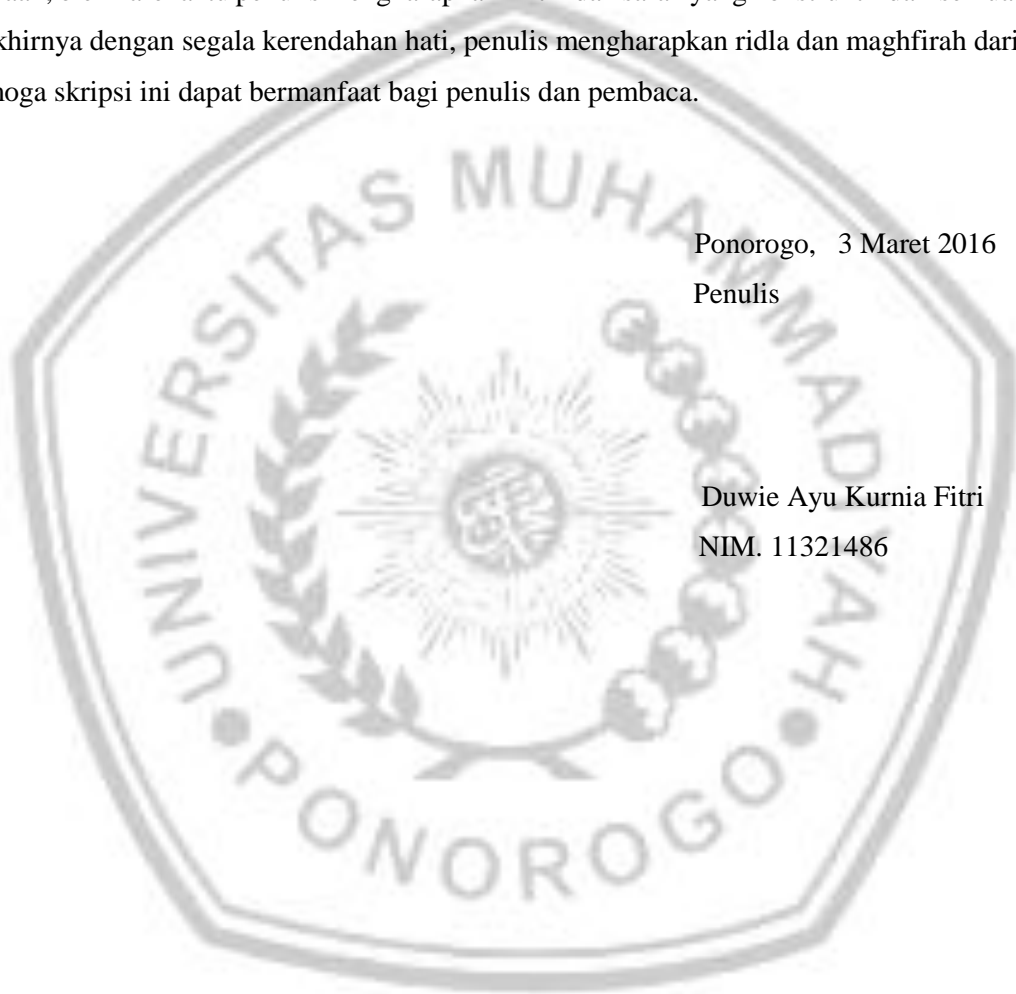 khirnya dengan segala kerendahan hati, penulis mengharapkan ridla dan maghfirah dari
noga skripsi ini dapat bermanfaat bagi penulis dan pembaca.
Ponorogo, 3 Maret 2016
Penulis
Duwie Ayu Kurnia Fitri
NIM. 11321486
UNIVERSITAS MUHAMMADIYAH
PONOROGO